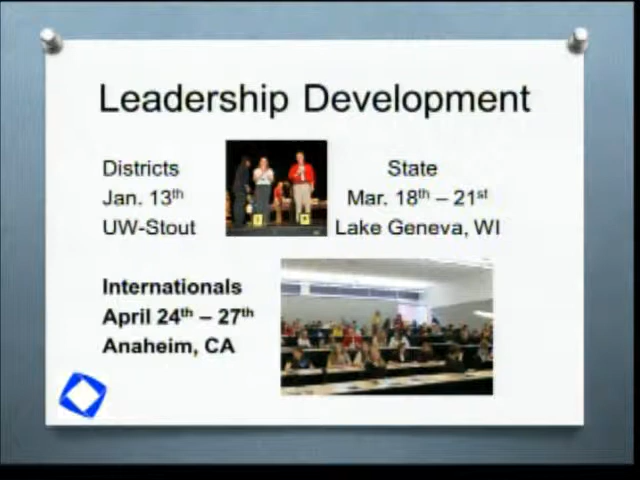 Leadership Development
Districts
Jan. 13th
UW-Stout
State
Mar. 18th – 21st
Lake Geneva, WI
Internationals
April 24th – 27th
Anaheim, CA